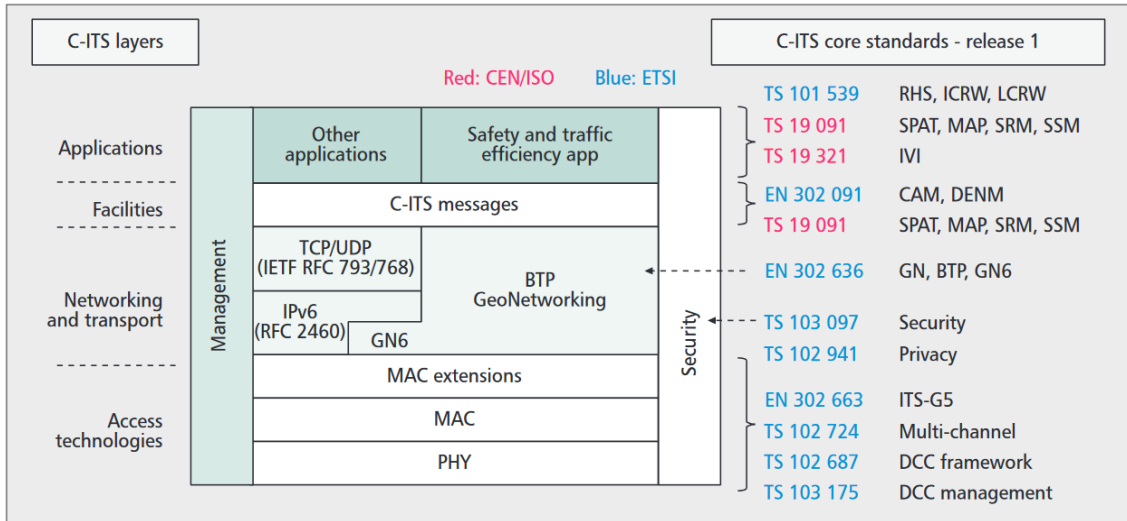 C-ITS layers
C-ITS core standards - release 1
Red: CEN/ISO Blue: ETSI
Applications
Facilities
Networking
and transport
Access
technologies
Management
Other
applications
Safety and traffic
efficiency app
C-ITS messages
TCP/UDP
(IETF RFC 793/768)
IPv6
(RFC 2460)
GN6
BTP
GeoNetworking
MAC extensions
MAC
PHY
Security
TS 101 539 RHS, ICRW, LCRW
TS 19 091 SPAT, MAP, SRM, SSM
TS 19 321 IVI
EN 302 091 CAM, DENM
TS 19 091 SPAT, MAP, SRM, SSM
EN 302 636 GN, BTP, GN6
TS 103 097 Security
TS 102 941 Privacy
EN 302 663 ITS-G5
TS 102 724 Multi-channel
TS 102 687 DCC framework
TS 103 175 DCC management